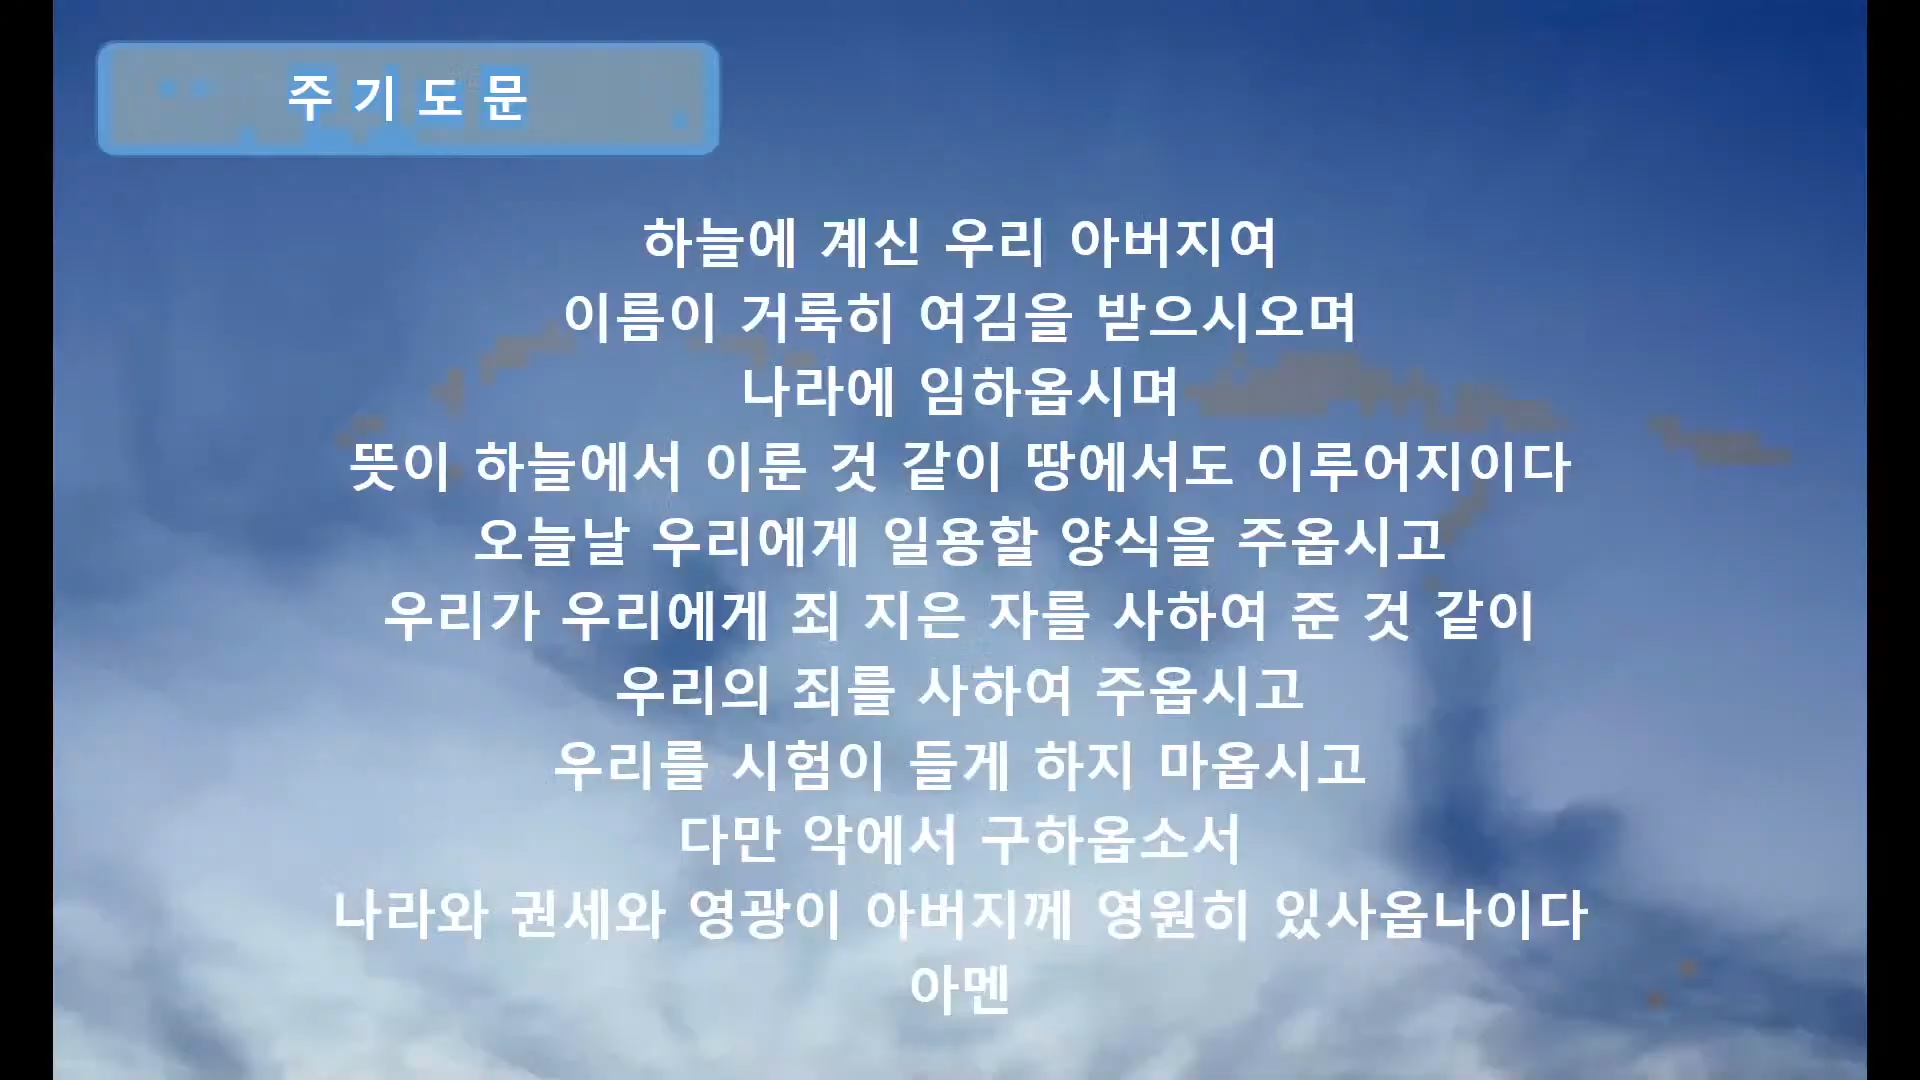 주기도문
하늘에 계신 우리 아버지여
이름이 거룩히 여김을 받으시오며
나라에 임하옵시며
뜻이 하늘에서 이룬 것 같이 땅에서도 이루어지이다
오늘날 우리에게 일용할 양식을 주옵시고
우리가 우리에게 죄 지은 자를 사하여 준 것 같이
우리의 죄를 사하여 주옵시고
우리를 시험이 들게 하지 마옵시고
다만 악에서 구하옵소서
나라와 권세와 영광이 아버지께 영원히 있사옵나이다
아멘